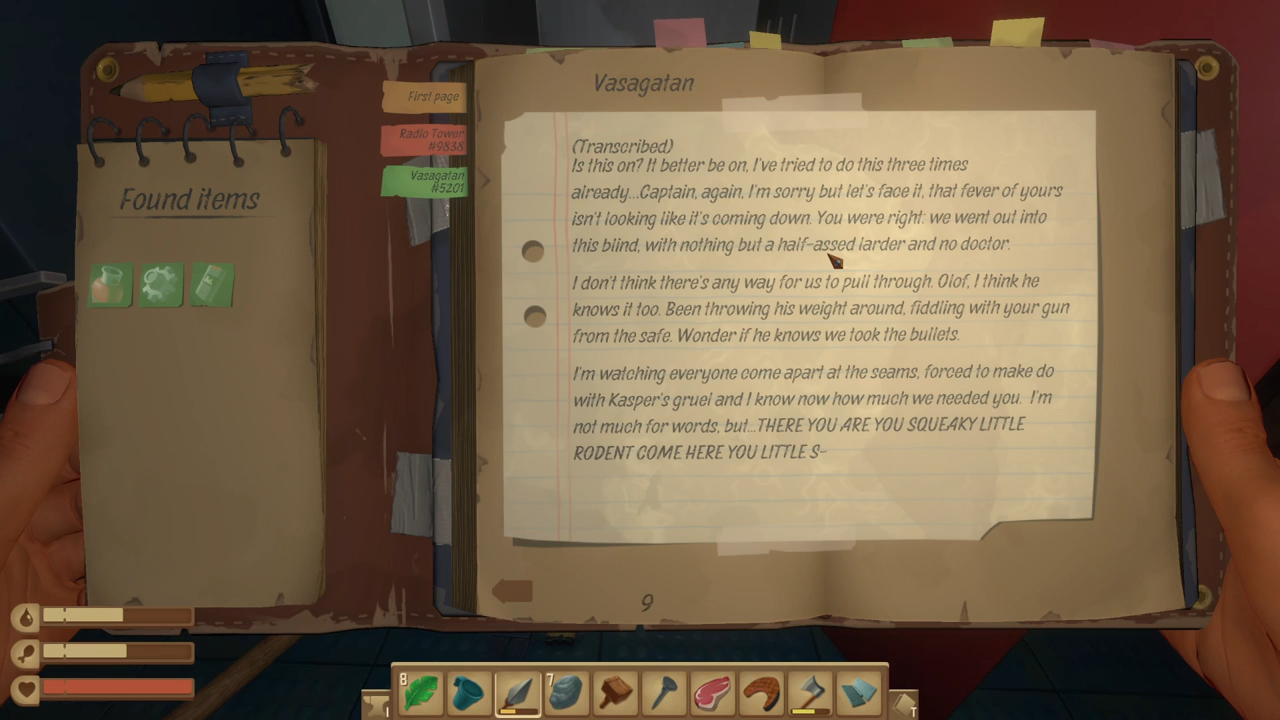 Vasagatan
First page
Radio Tower
#9838
Vasagatan
#5201
Found items
(Transcribed)
Is this on? It better be on, I've tried to do this three times
already...Captain, again, I'm sorry but let's face it, that fever of yours
isn't looking like it's coming down. You were right: we went out into
this blind, with nothing but a half-assed larder and no doctor.
I don't think there's any way for us to pull through. Olof, I think he
knows it too. Been throwing his weight around, fiddling with your gun
from the safe. Wonder if he knows we took the bullets.
I'm watching everyone come apart at the seams, forced to make do
with Kasper's gruel and I know now how much we needed you. I'm
not much for words, but...THERE YOU ARE YOU SQUEAKY LITTLE
RODENT COME HERE YOU LITTLE S-
9
8
7
I
T